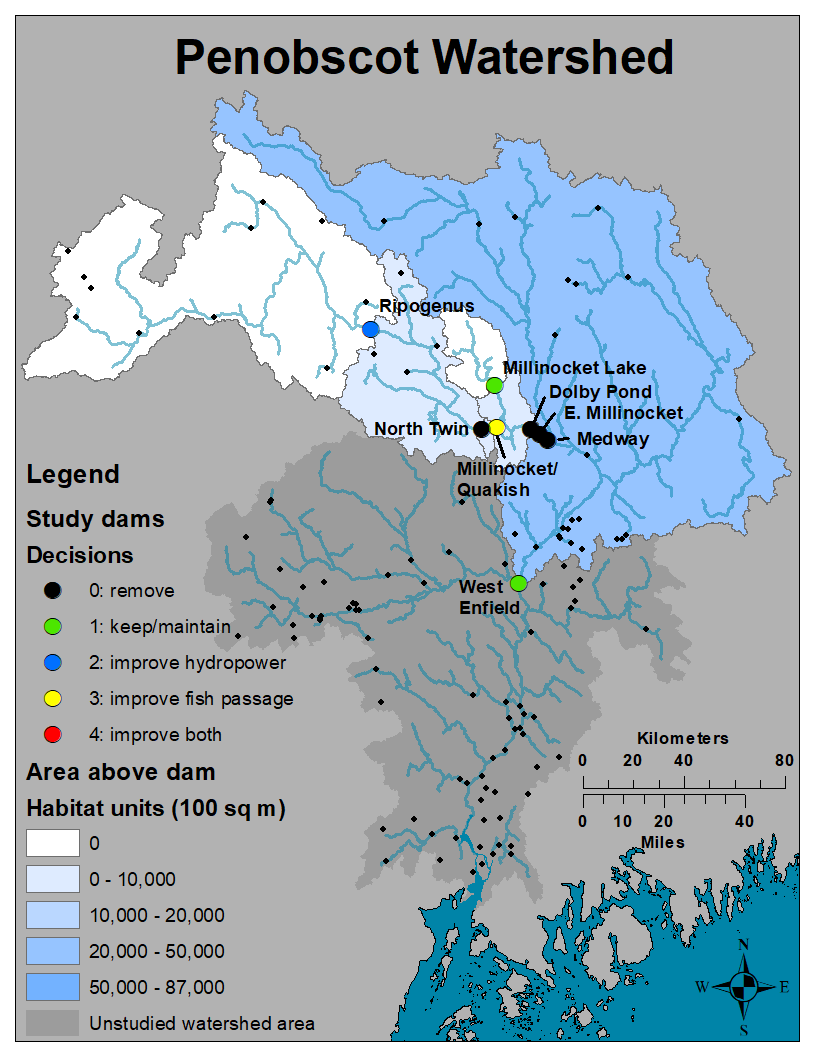 Penobscot Watershed
Ripogenus
Millinocket Lake
Dolby Pond
E. Millinocket
North Twin
Medway
Millinocket/
Quakish
Legend
Study dams
Decisions
0: remove
1: keep/maintain
2: improve hydropower
3: improve fish passage
4: improve both
West
Enfield
Area above dam
Habitat units (100 sq m)
0
0 - 10,000
10,000 - 20,000
20,000 - 50,000
50,000 - 87,000
Unstudied watershed area
Kilometers
0 20 40 80
0 10 20 40
Miles
N
W E
S